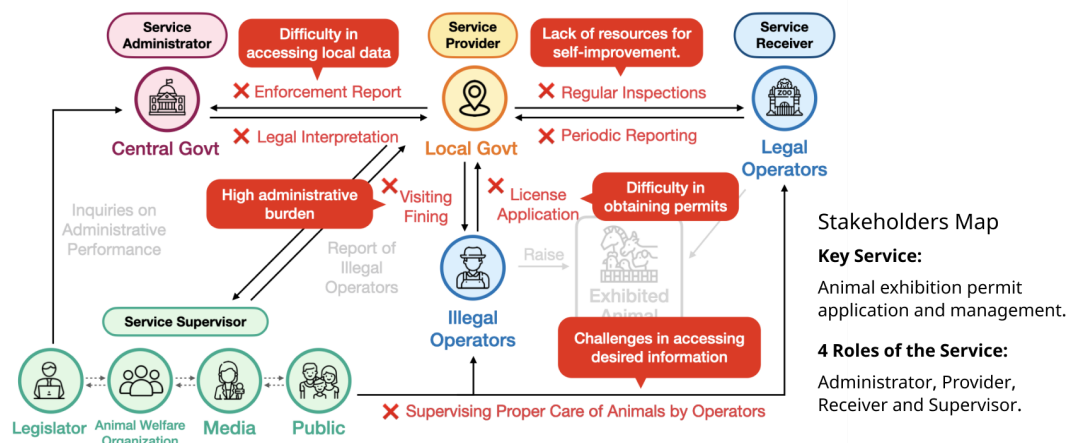 Service
Administrator
Difficulty in
accessing local data
Service
Provider
Lack of resources for
self-improvement.
Service
Receiver
ZOO
Enforcement Report
Regular Inspections
Legal Interpretation
Periodic Reporting
Central Govt
Local Govt
Legal
Operators
High administrative
burden
Visiting
Fining
License
Application
Difficulty in
obtaining permits
Inquiries on
Administrative
Performance
Report of
Illegal
Operators
Raise
Exhibited
Animal
Service Supervisor
Illegal
Operators
Challenges in accessing
desired information
Legislator
Animal Welfare
Organization
Media
Public
Supervising Proper Care of Animals by Operators
Stakeholders Map
Key Service:
Animal exhibition permit
application and management.
4 Roles of the Service:
Administrator, Provider,
Receiver and Supervisor.